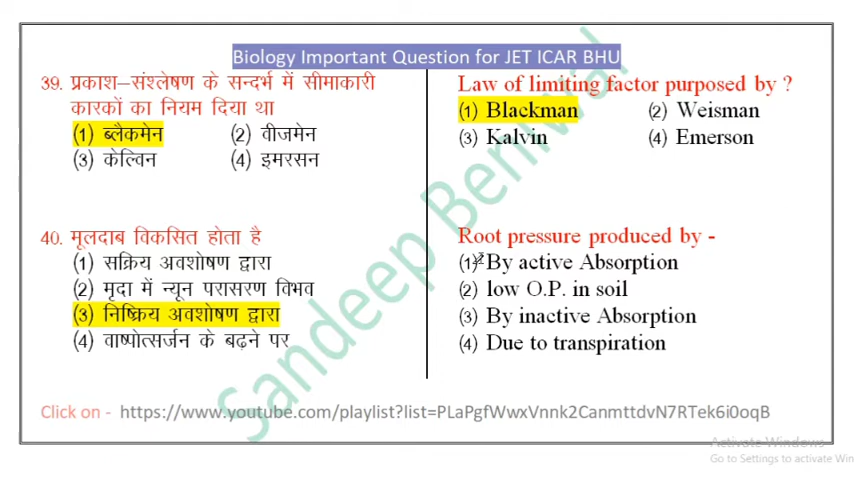 Biology Important Question for JET ICAR BHU
39. प्रकाश–संश्लेषण के सन्दर्भ में सीमाकारी
कारकों का नियम दिया था
(1) ब्लैकमेन (2) वीजमेन
(3) केल्विन (4) इमरसन
40. मूलदाब विकसित होता है
(1) सक्रिय अवशोषण द्वारा
(2) मृदा में न्यून परासरण विभव
(3) निष्क्रिय अवशोषण द्वारा
(4) वाष्पोत्सर्जन के बढ़ने पर
Law of limiting factor purposed by ?
(1) Blackman (2) Weisman
(3) Kalvin (4) Emerson
Root pressure produced by -
(1) By active Absorption
(2) low O.P. in soil
(3) By inactive Absorption
(4) Due to transpiration
Sandeep Beniwal
Click on - https://www.youtube.com/playlist?list=PLaPgfWwxVnnk2CanmttdvN7RTek6i0oqB
Activate Windows
Go to Settings to activate Win